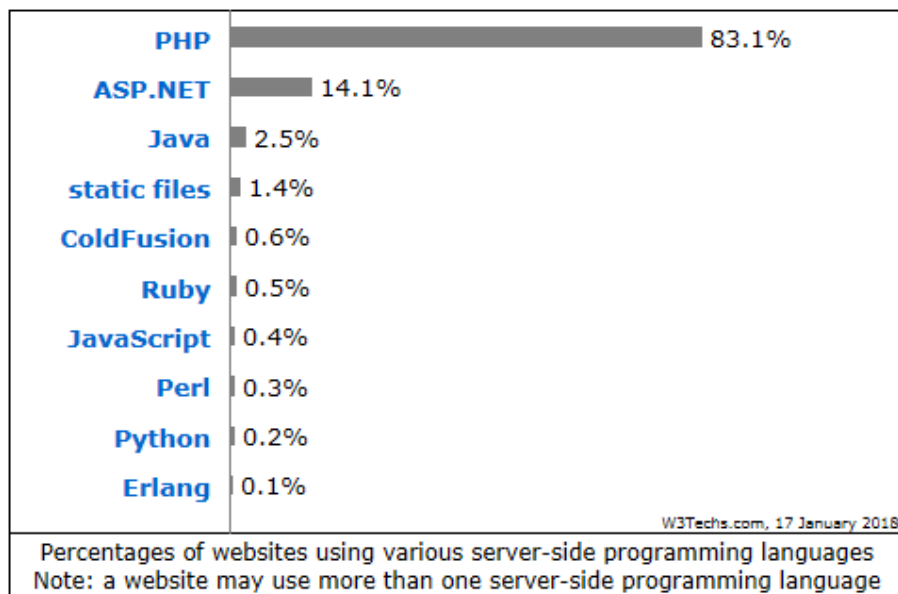 PHP 83.1%
ASP.NET 14.1%
Java 2.5%
static files 1.4%
ColdFusion 0.6%
Ruby 0.5%
JavaScript 0.4%
Perl 0.3%
Python 0.2%
Erlang 0.1%
W3Techs.com, 17 January 2018
Percentages of websites using various server-side programming languages
Note: a website may use more than one server-side programming language